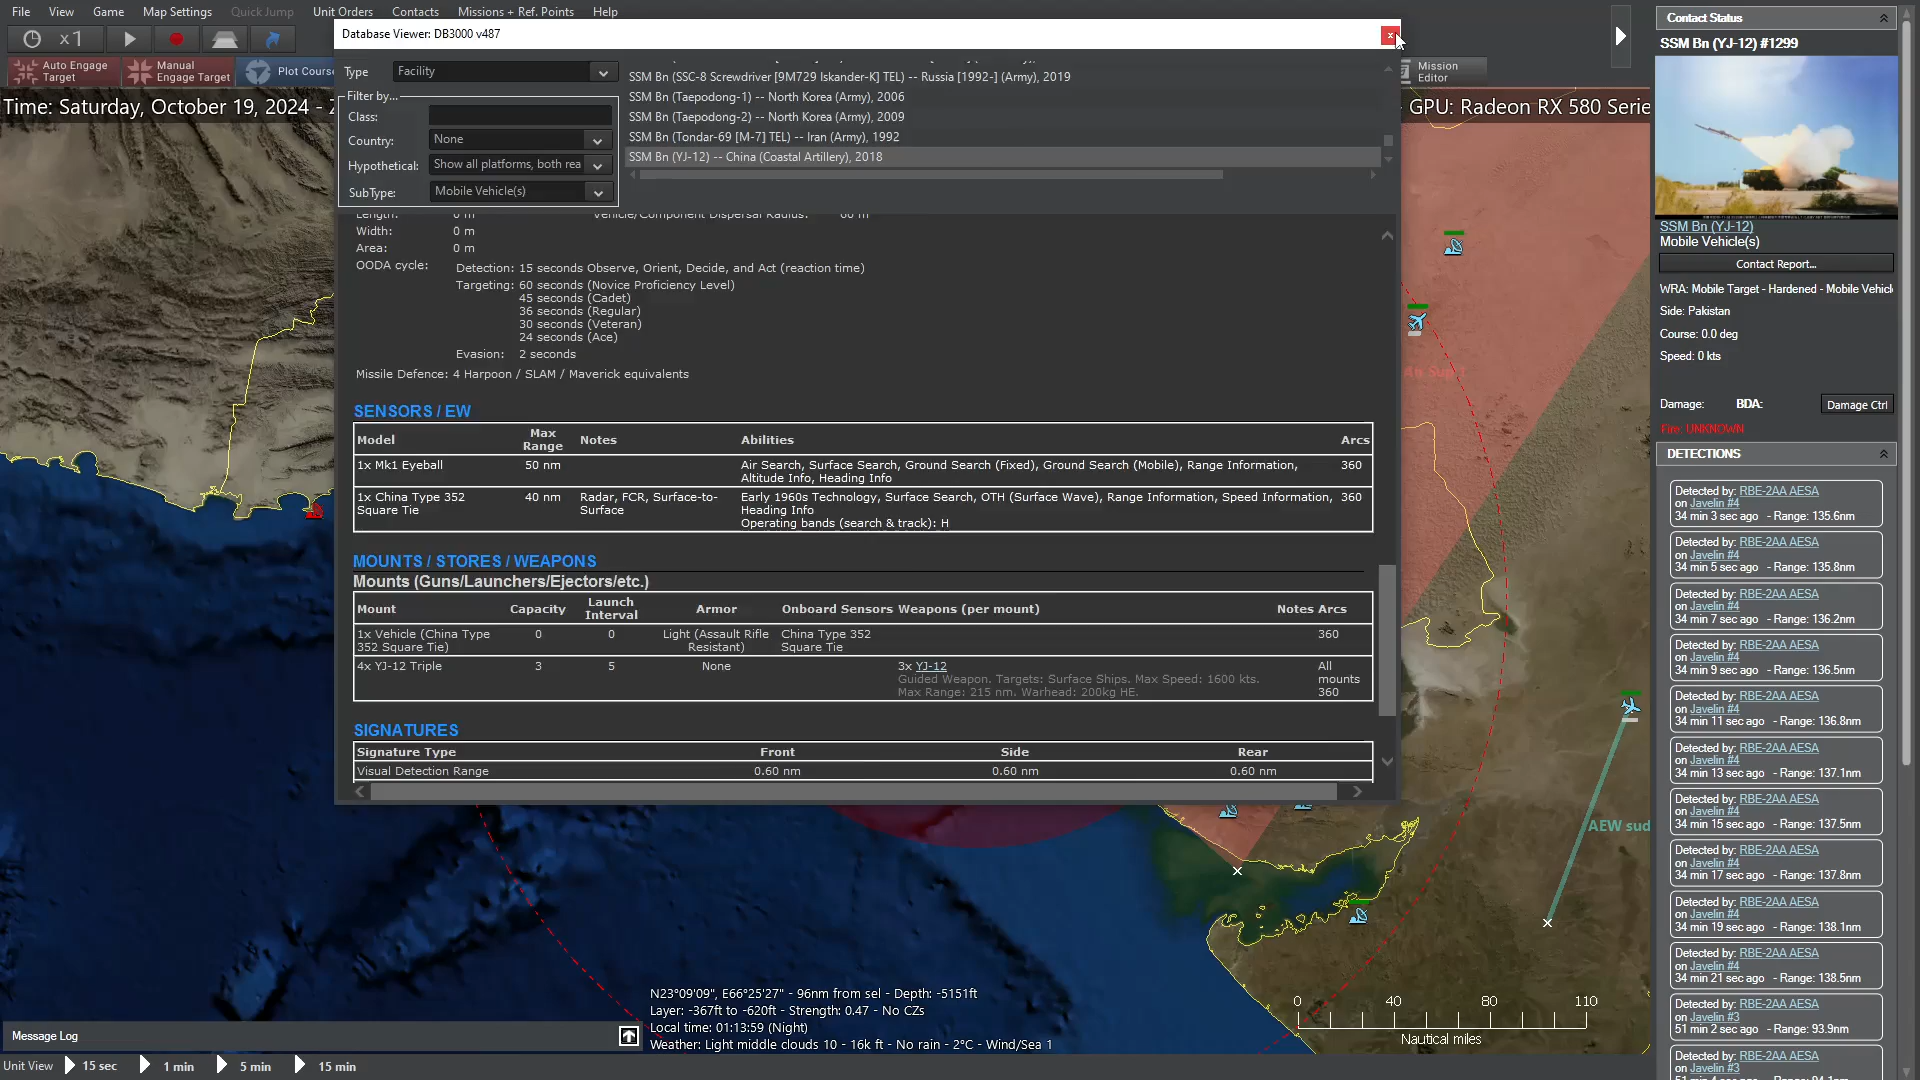 File View Game Map Settings Quick Jump Unit Orders Contacts Missions + Ref. Points Help
x1
Auto Engage
Target
Manual
Engage Target
Plot Course
Time: Saturday, October 19, 2024 -
Database Viewer: DB3000 v487
x
Type Facility
Filter by...
Class:
Country: None
Hypothetical: Show all platforms, both rea
SubType: Mobile Vehicle(s)
SSM Bn (SSC-8 Screwdriver [9M729 Iskander-K] TEL) -- Russia [1992-] (Army), 2019
SSM Bn (Taepodong-1) -- North Korea (Army), 2006
SSM Bn (Taepodong-2) -- North Korea (Army), 2009
SSM Bn (Tondar-69 [M-7] TEL) -- Iran (Army), 1992
SSM Bn (YJ-12) -- China (Coastal Artillery), 2018
Length: 0 m Vehicle/Component Dispersal Radius: 60 m
Width: 0 m
Area: 0 m
OODA cycle:
Detection: 15 seconds Observe, Orient, Decide, and Act (reaction time)
Targeting: 60 seconds (Novice Proficiency Level)
45 seconds (Cadet)
36 seconds (Regular)
30 seconds (Veteran)
24 seconds (Ace)
Evasion: 2 seconds
Missile Defence: 4 Harpoon / SLAM / Maverick equivalents
SENSORS / EW
Model Max Range Notes Abilities Arcs
1x Mk1 Eyeball 50 nm Air Search, Surface Search, Ground Search (Fixed), Ground Search (Mobile), Range Information, 360
Altitude Info, Heading Info
1x China Type 352 40 nm Radar, FCR, Surface-to- Early 1960s Technology, Surface Search, OTH (Surface Wave), Range Information, Speed Information, 360
Square Tie Surface Heading Info
Operating bands (search & track): H
MOUNTS / STORES / WEAPONS
Mounts (Guns/Launchers/Ejectors/etc.)
Mount Capacity Launch Interval Armor Onboard Sensors Weapons (per mount) Notes Arcs
1x Vehicle (China Type 0 0 Light (Assault Rifle China Type 352 360
352 Square Tie) Resistant) Square Tie
4x YJ-12 Triple 3 5 None 3x YJ-12 All
Guided Weapon. Targets: Surface Ships. Max Speed: 1600 kts. mounts
Max Range: 215 nm. Warhead: 200kg HE. 360
SIGNATURES
Signature Type Front Side Rear
Visual Detection Range 0.60 nm 0.60 nm 0.60 nm
Mission
Editor
- GPU: Radeon RX 580 Serie
AEW sud
N23°09'09", E66°25'27" - 96nm from sel - Depth: -5151ft
Layer: -367ft to -620ft - Strength: 0.47 - No CZs
Local time: 01:13:59 (Night)
Weather: Light middle clouds 10 - 16k ft - No rain - 2°C - Wind/Sea 1
0 40 80 110
Nautical miles
Message Log
Unit View 15 sec 1 min 5 min 15 min
Contact Status
SSM Bn (YJ-12) #1299
SSM Bn (YJ-12)
Mobile Vehicle(s)
Contact Report...
WRA: Mobile Target - Hardened - Mobile Vehicl
Side: Pakistan
Course: 0.0 deg
Speed: 0 kts
Damage: BDA: Damage Ctrl
Fire: UNKNOWN
DETECTIONS
Detected by: RBE-2AA AESA
on Javelin #4
34 min 3 sec ago - Range: 135.6nm
Detected by: RBE-2AA AESA
on Javelin #4
34 min 5 sec ago - Range: 135.8nm
Detected by: RBE-2AA AESA
on Javelin #4
34 min 7 sec ago - Range: 136.2nm
Detected by: RBE-2AA AESA
on Javelin #4
34 min 9 sec ago - Range: 136.5nm
Detected by: RBE-2AA AESA
on Javelin #4
34 min 11 sec ago - Range: 136.8nm
Detected by: RBE-2AA AESA
on Javelin #4
34 min 13 sec ago - Range: 137.1nm
Detected by: RBE-2AA AESA
on Javelin #4
34 min 15 sec ago - Range: 137.5nm
Detected by: RBE-2AA AESA
on Javelin #4
34 min 17 sec ago - Range: 137.8nm
Detected by: RBE-2AA AESA
on Javelin #4
34 min 19 sec ago - Range: 138.1nm
Detected by: RBE-2AA AESA
on Javelin #4
34 min 21 sec ago - Range: 138.5nm
Detected by: RBE-2AA AESA
on Javelin #3
51 min 2 sec ago - Range: 93.9nm
Detected by: RBE-2AA AESA
on Javelin #3